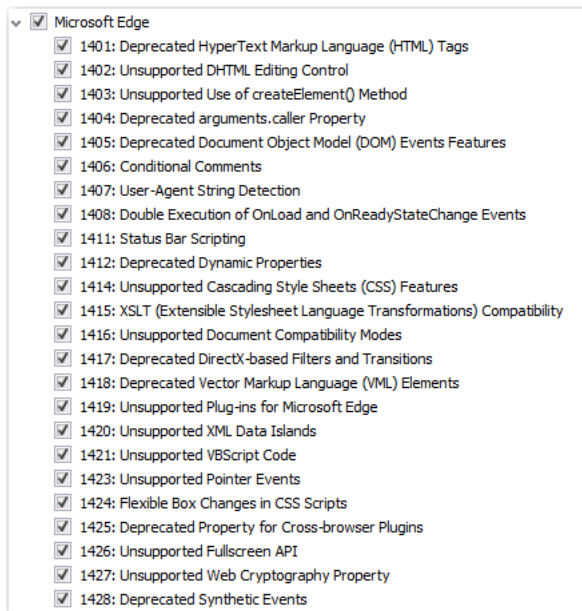 Microsoft Edge
1401: Deprecated HyperText Markup Language (HTML) Tags
1402: Unsupported DHTML Editing Control
1403: Unsupported Use of createElement() Method
1404: Deprecated arguments.caller Property
1405: Deprecated Document Object Model (DOM) Events Features
1406: Conditional Comments
1407: User-Agent String Detection
1408: Double Execution of OnLoad and OnReadyStateChange Events
1411: Status Bar Scripting
1412: Deprecated Dynamic Properties
1414: Unsupported Cascading Style Sheets (CSS) Features
1415: XSLT (Extensible Stylesheet Language Transformations) Compatibility
1416: Unsupported Document Compatibility Modes
1417: Deprecated DirectX-based Filters and Transitions
1418: Deprecated Vector Markup Language (VML) Elements
1419: Unsupported Plug-ins for Microsoft Edge
1420: Unsupported XML Data Islands
1421: Unsupported VBScript Code
1423: Unsupported Pointer Events
1424: Flexible Box Changes in CSS Scripts
1425: Deprecated Property for Cross-browser Plugins
1426: Unsupported Fullscreen API
1427: Unsupported Web Cryptography Property
1428: Deprecated Synthetic Events